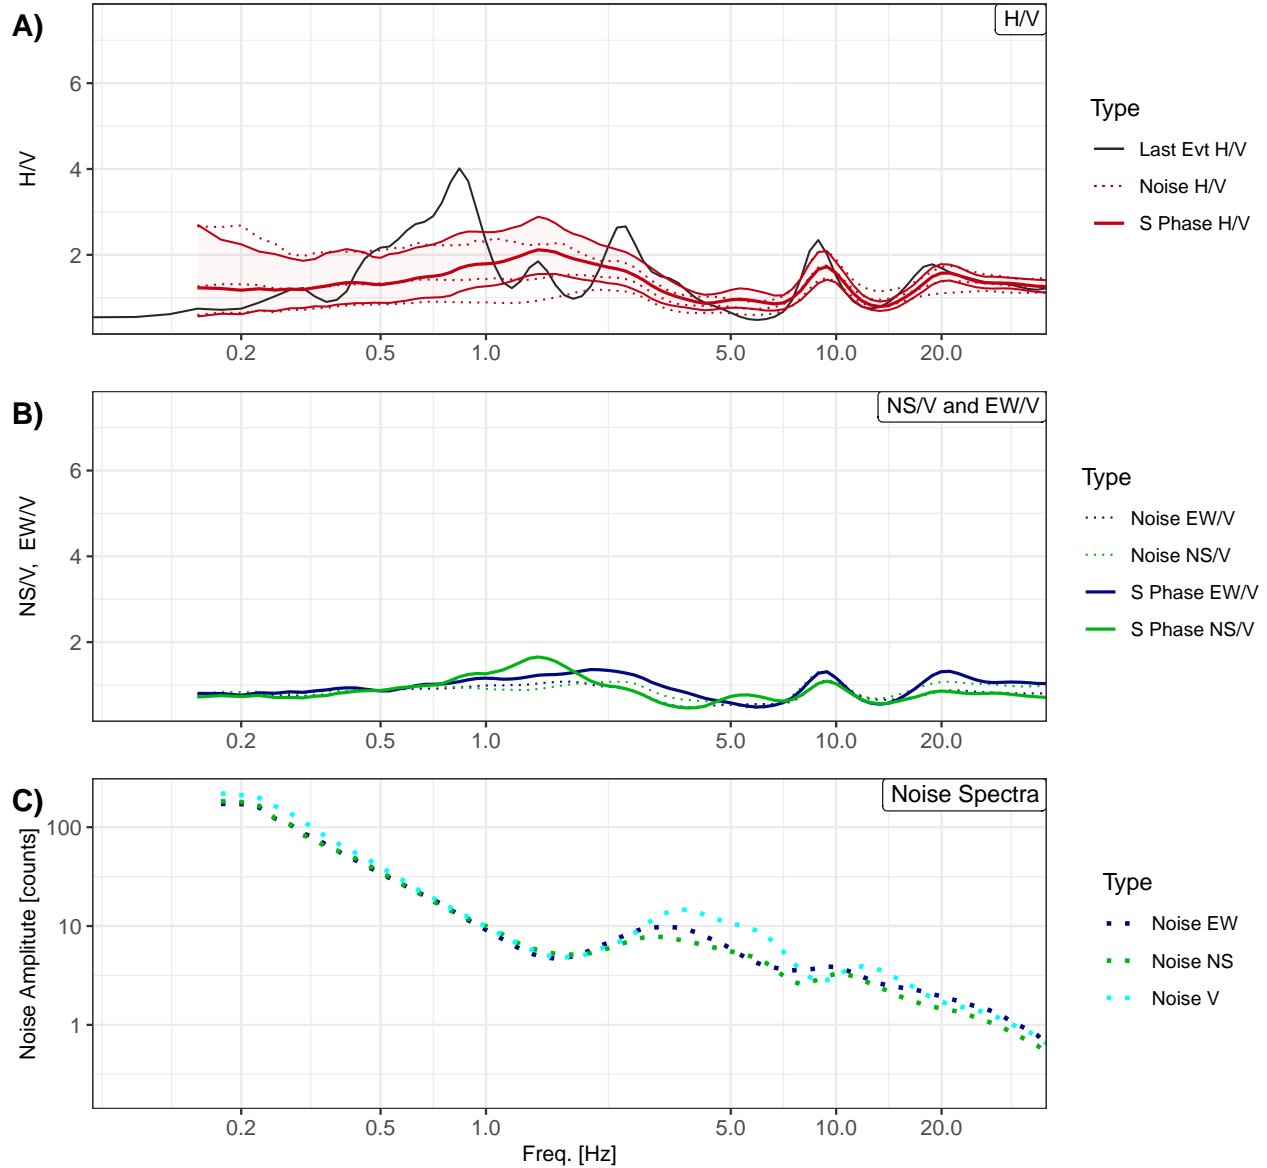 A)
H/V
6
4
2
H/V
0.2 0.5 1.0 5.0 10.0 20.0
Type
Last Evt H/V
Noise H/V
S Phase H/V
B)
NS/V and EW/V
6
4
2
NS/V,  EW/V
0.2 0.5 1.0 5.0 10.0 20.0
Type
Noise EW/V
Noise NS/V
S Phase EW/V
S Phase NS/V
C)
Noise Spectra
100
10
1
Noise Amplitute [counts]
0.2 0.5 1.0 5.0 10.0 20.0
Freq. [Hz]
Type
Noise EW
Noise NS
Noise V